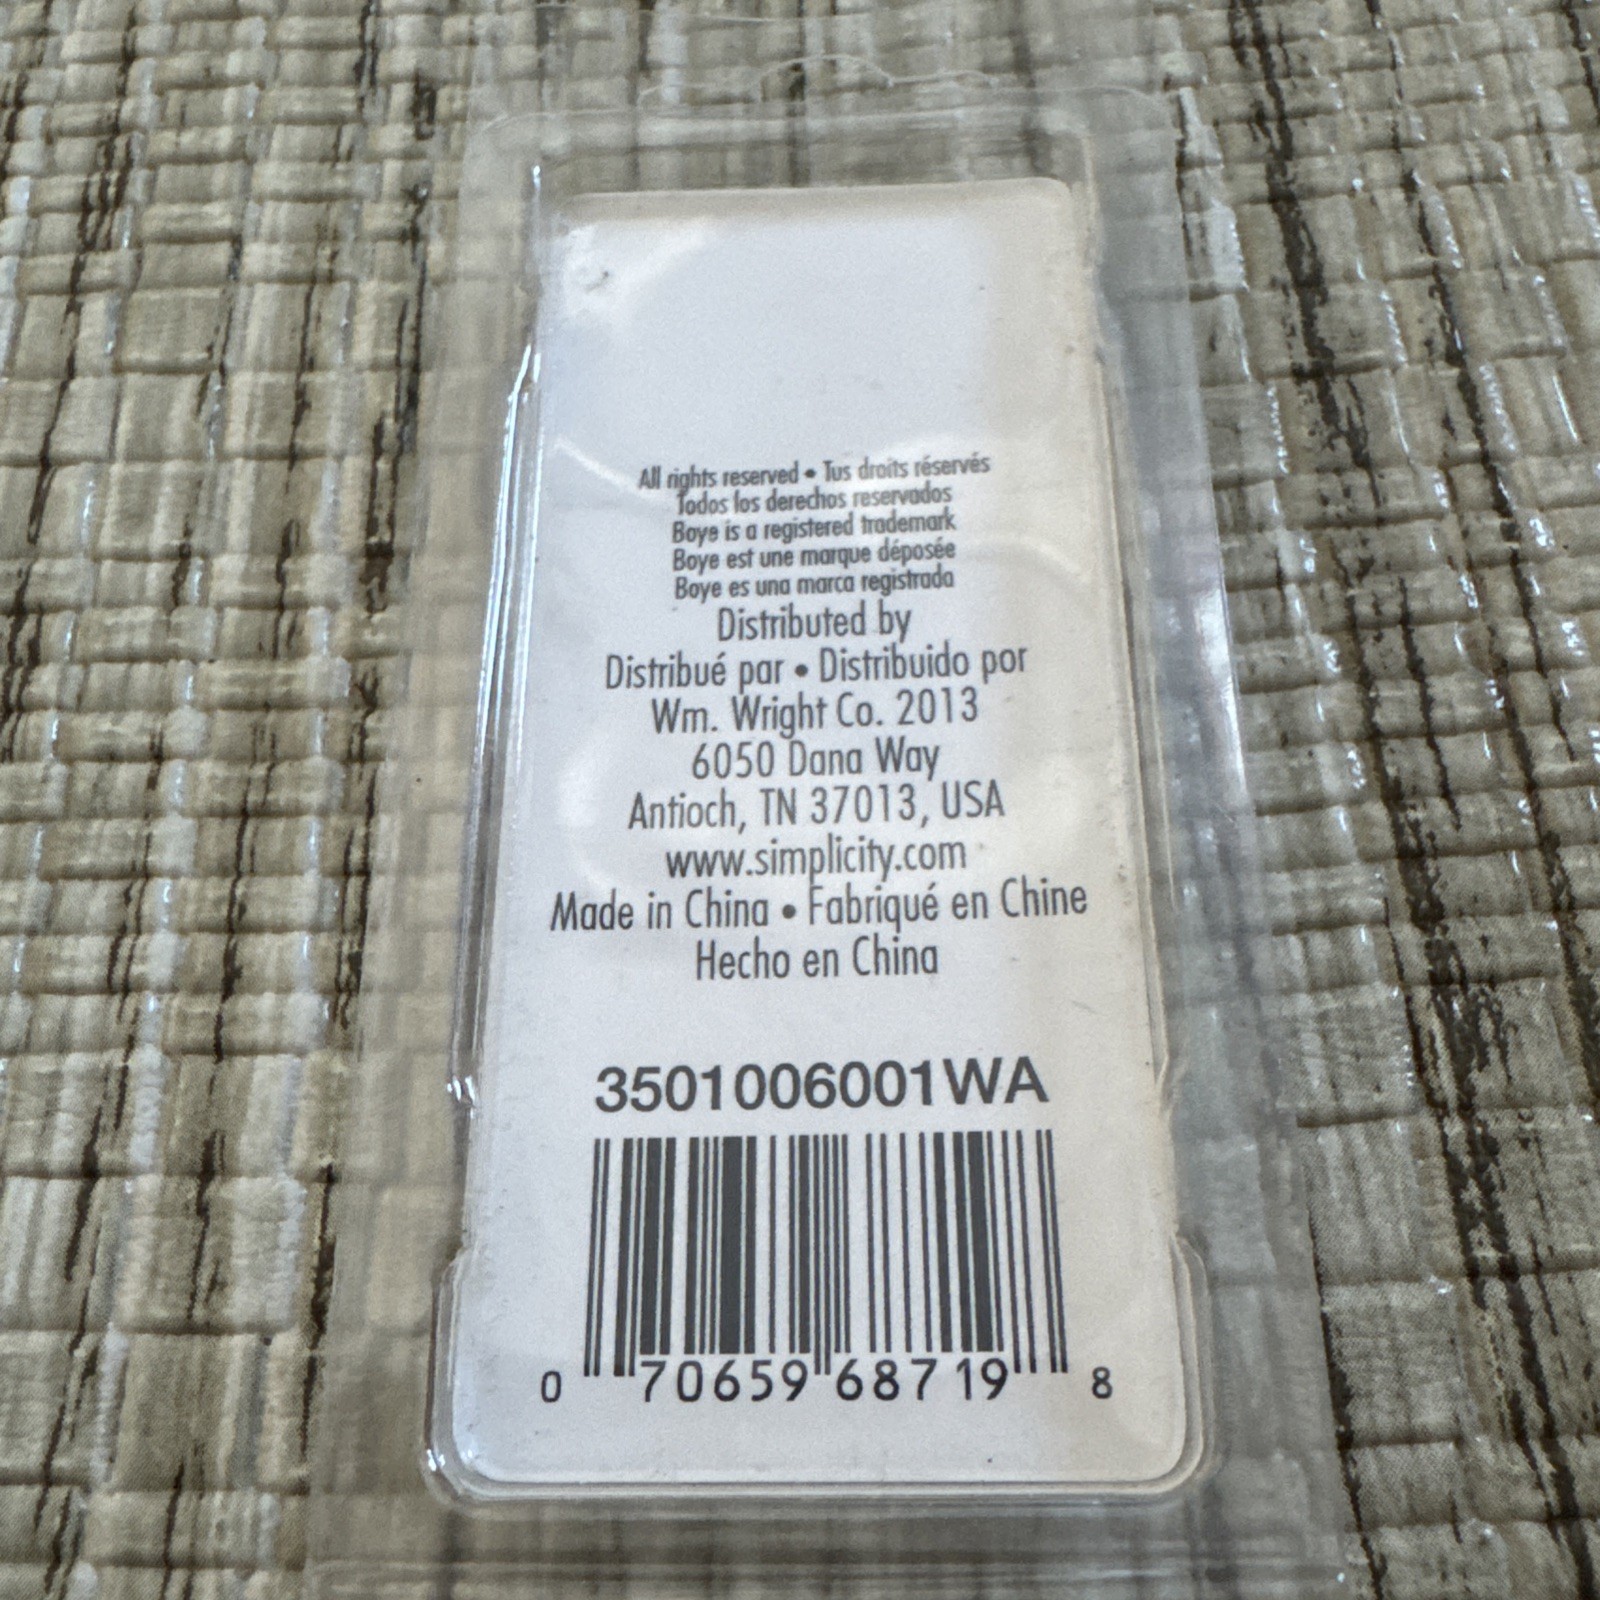 All rights reserved • Tus droits réservés
Todos los derechos reservados
Boye is a registered trademark
Boye est une marque déposée
Boye es una marca registrada
Distributed by
Distribué par • Distribuido por
Wm. Wright Co. 2013
6050 Dana Way
Antioch, TN 37013, USA
www.simplicity.com
Made in China • Fabriqué en Chine
Hecho en China
3501006001WA
0 70659 68719 8